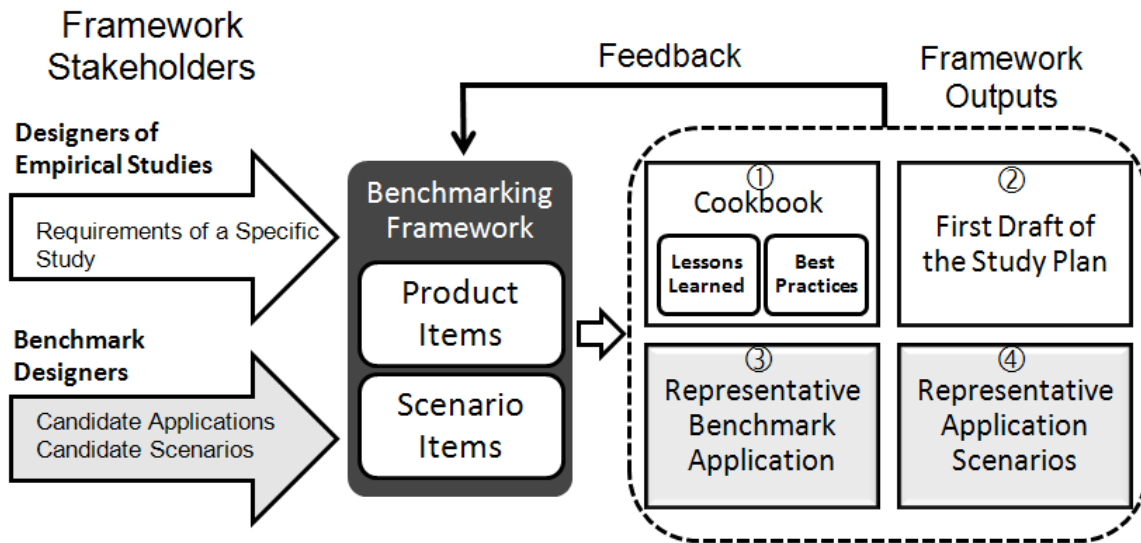 Framework
Stakeholders
Designers of
Empirical Studies
Requirements of a Specific
Study
Benchmark
Designers
Candidate Applications
Candidate Scenarios
Benchmarking
Framework
Product
Items
Scenario
Items
Feedback
Framework
Outputs
①
Cookbook
Lessons
Learned
Best
Practices
②
First Draft of
the Study Plan
③
Representative
Benchmark
Application
④
Representative
Application
Scenarios